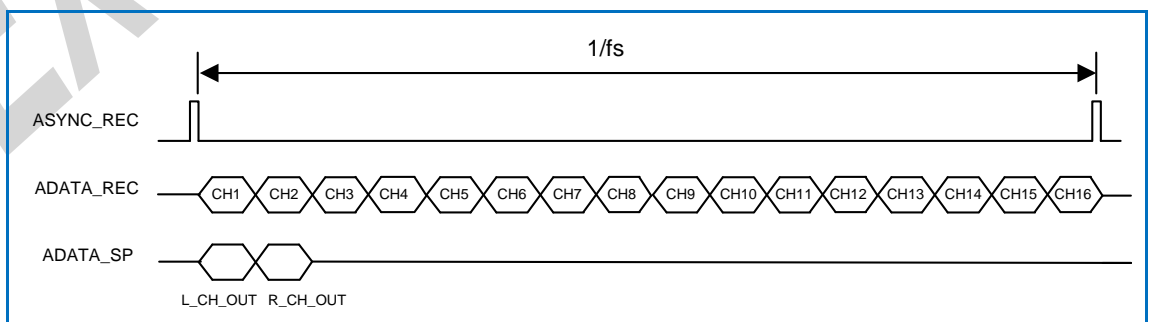 1/fs
ASYNC_REC
ADATA_REC CH1 CH2 CH3 CH4 CH5 CH6 CH7 CH8 CH9 CH10 CH11 CH12 CH13 CH14 CH15 CH16
ADATA_SP
L_CH_OUT R_CH_OUT